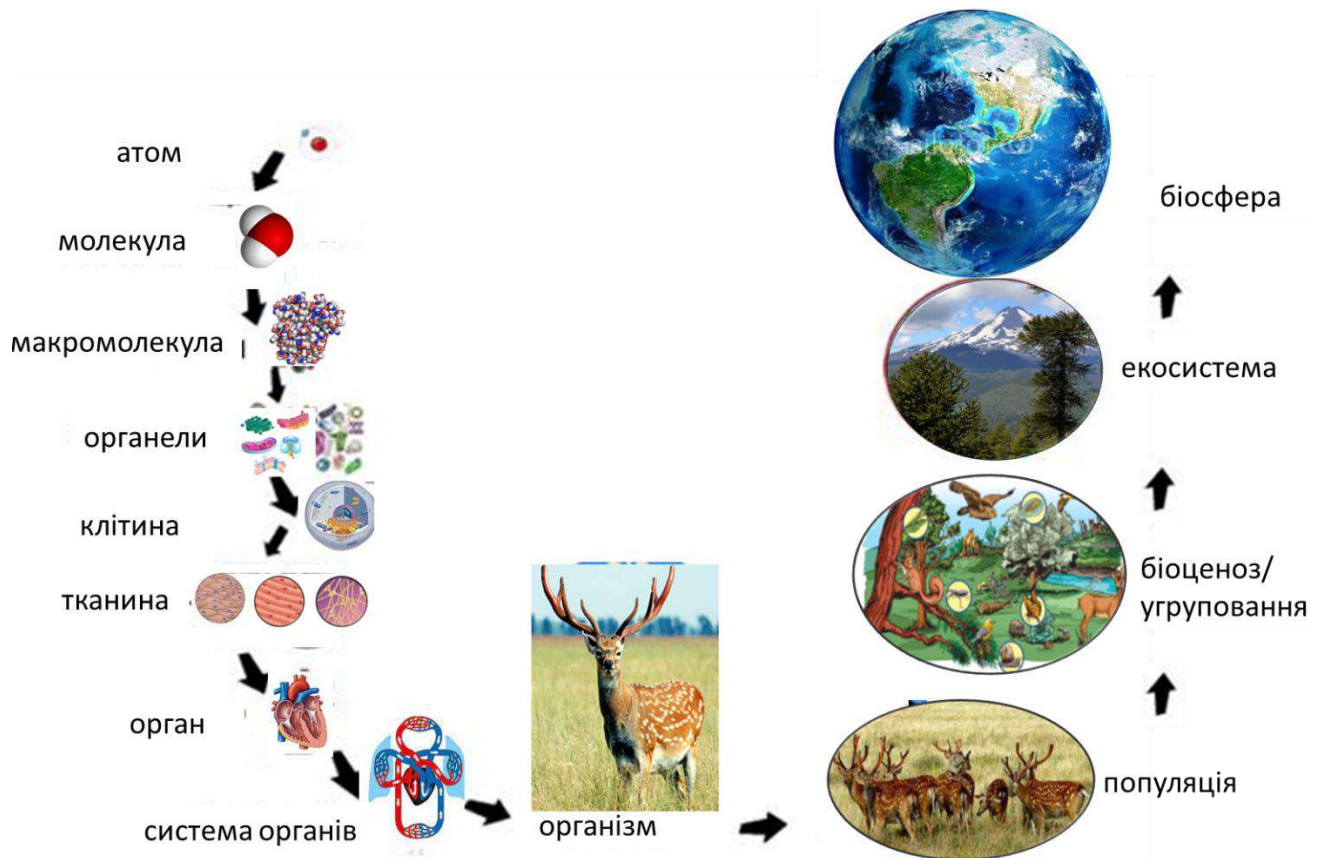 атом
молекула
макромолекула
органели
клітина
тканина
орган
система органів
організм
популяція
біоценоз/
угруповання
екосистема
біосфера